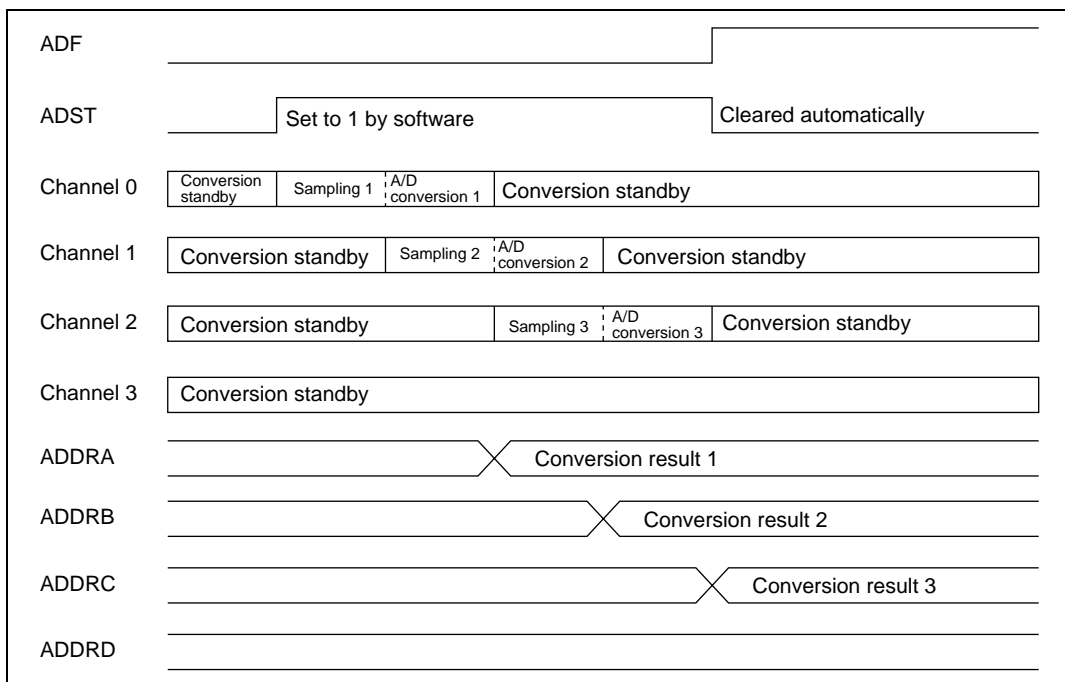 ADF
ADST
Set to 1 by software
Cleared automatically
Channel 0
Conversion
standby
Sampling 1
A/D
conversion 1
Conversion standby
Channel 1
Conversion standby
Sampling 2
A/D
conversion 2
Conversion standby
Channel 2
Conversion standby
Sampling 3
A/D
conversion 3
Conversion standby
Channel 3
Conversion standby
ADDRA
Conversion result 1
ADDRB
Conversion result 2
ADDRC
Conversion result 3
ADDRD